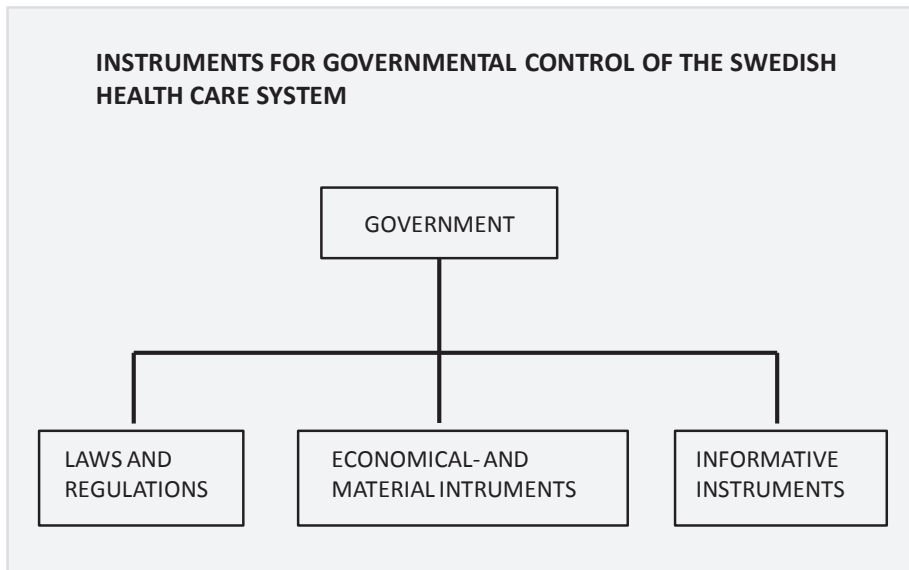 INSTRUMENTS FOR GOVERNMENTAL CONTROL OF THE SWEDISH
HEALTH CARE SYSTEM
GOVERNMENT
LAWS AND
REGULATIONS
ECONOMICAL- AND
MATERIAL INTRUMENTS
INFORMATIVE
INSTRUMENTS